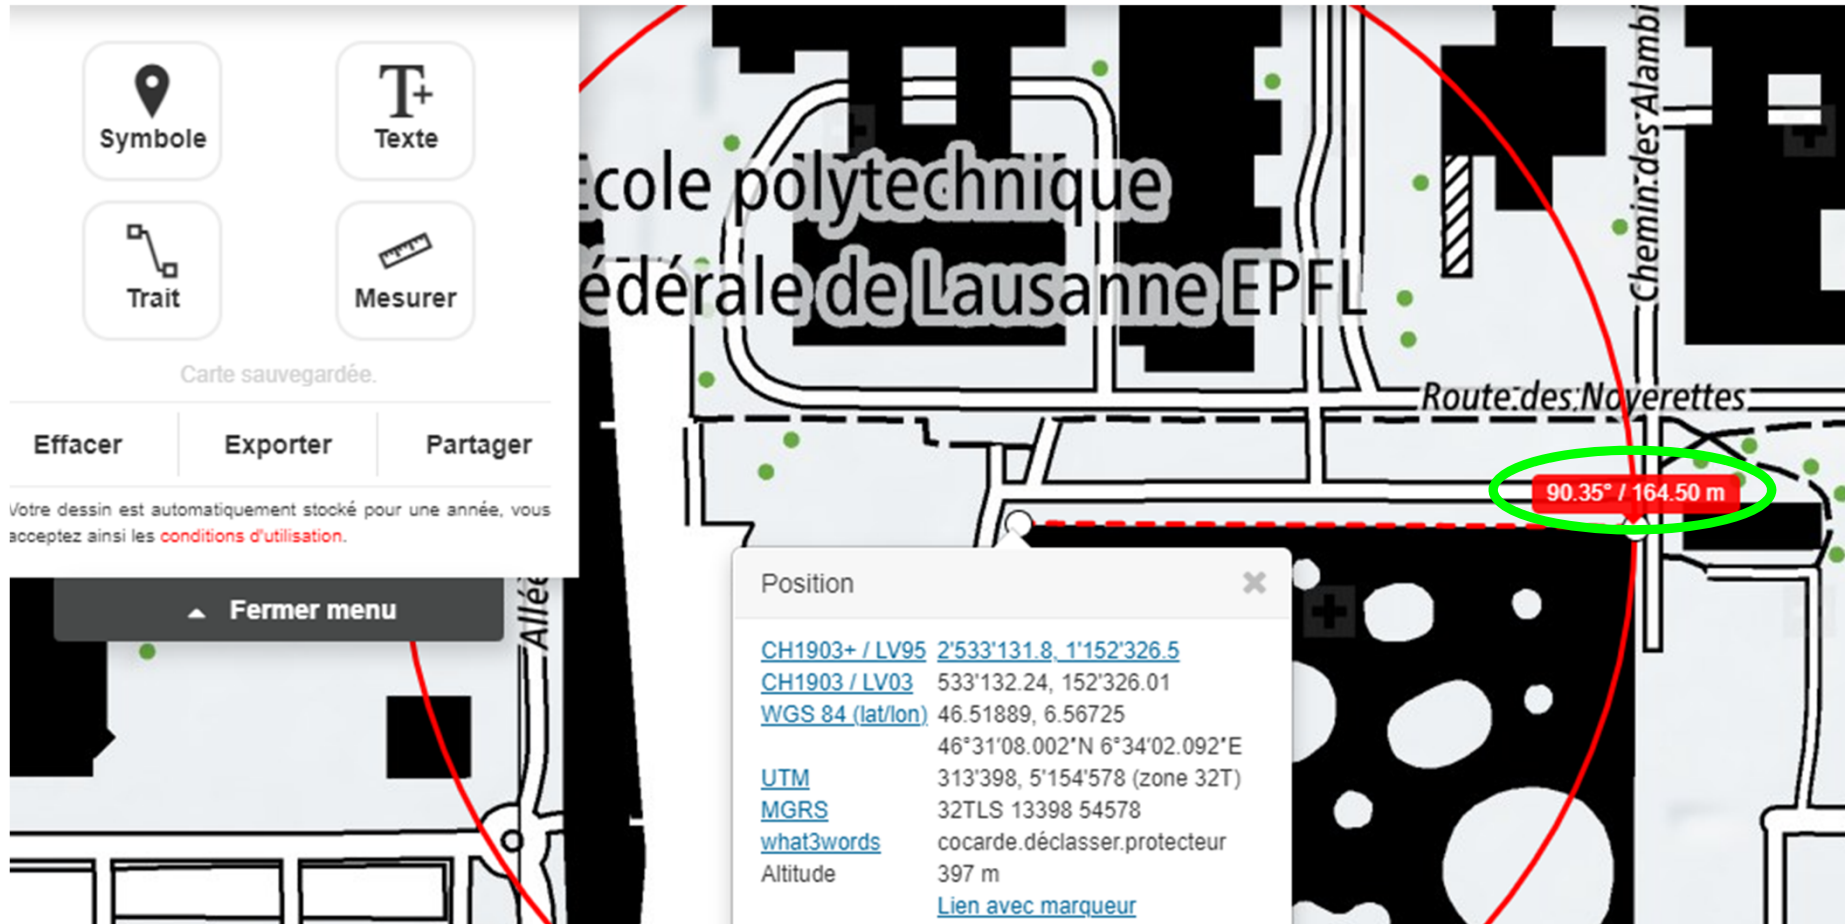 Symbole
Texte
Trait
Mesurer
Carte sauvegardée.
Effacer
Exporter
Partager
Votre dessin est automatiquement stocké pour une année, vous
acceptez ainsi les conditions d'utilisation.
Fermer menu
École polytechnique
édérale de Lausanne EPFL
Chemin des Alambi
Route des Noyerettes
90.35° / 164.50 m
Allée
Position
CH1903+ / LV95 2'533'131.8, 1'152'326.5
CH1903 / LV03 533'132.24, 152'326.01
WGS 84 (lat/lon) 46.51889, 6.56725
46°31'08.002"N 6°34'02.092"E
UTM 313'398, 5'154'578 (zone 32T)
MGRS 32TLS 13398 54578
what3words cocarde.déclasser.protecteur
Altitude 397 m
Lien avec marqueur